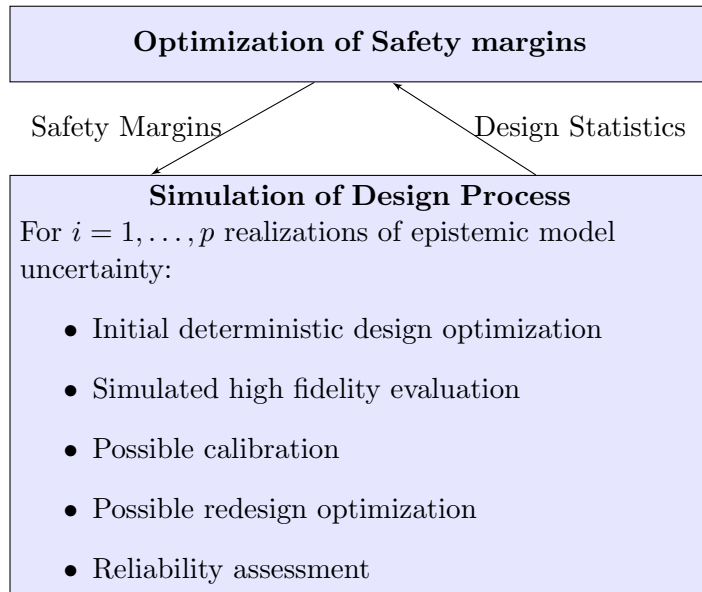 Optimization of Safety margins
Safety Margins
Design Statistics
Simulation of Design Process
For i = 1, . . . , p realizations of epistemic model
uncertainty:
• Initial deterministic design optimization
• Simulated high fidelity evaluation
• Possible calibration
• Possible redesign optimization
• Reliability assessment